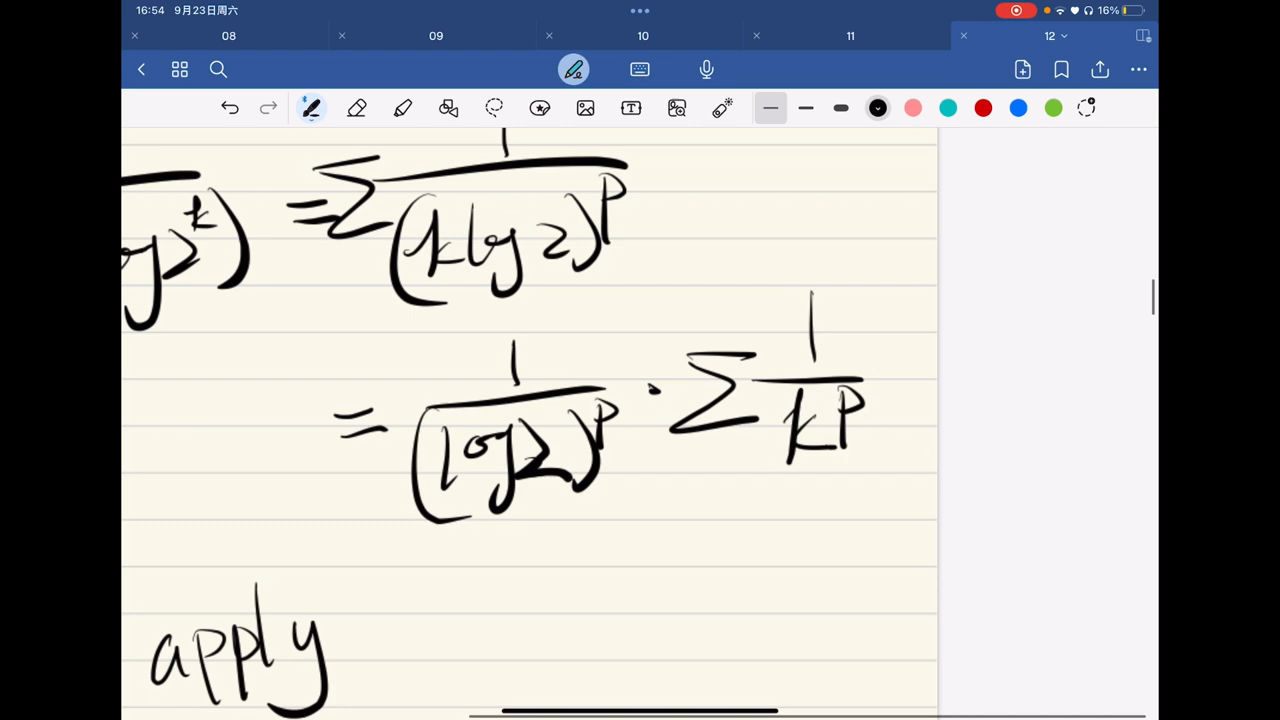 16:54 9月23日周六 16%
08 09 10 11 12
og2^k) = Σ 1/(k log 2)^p
= 1/(log 2)^p · Σ 1/k^p
apply